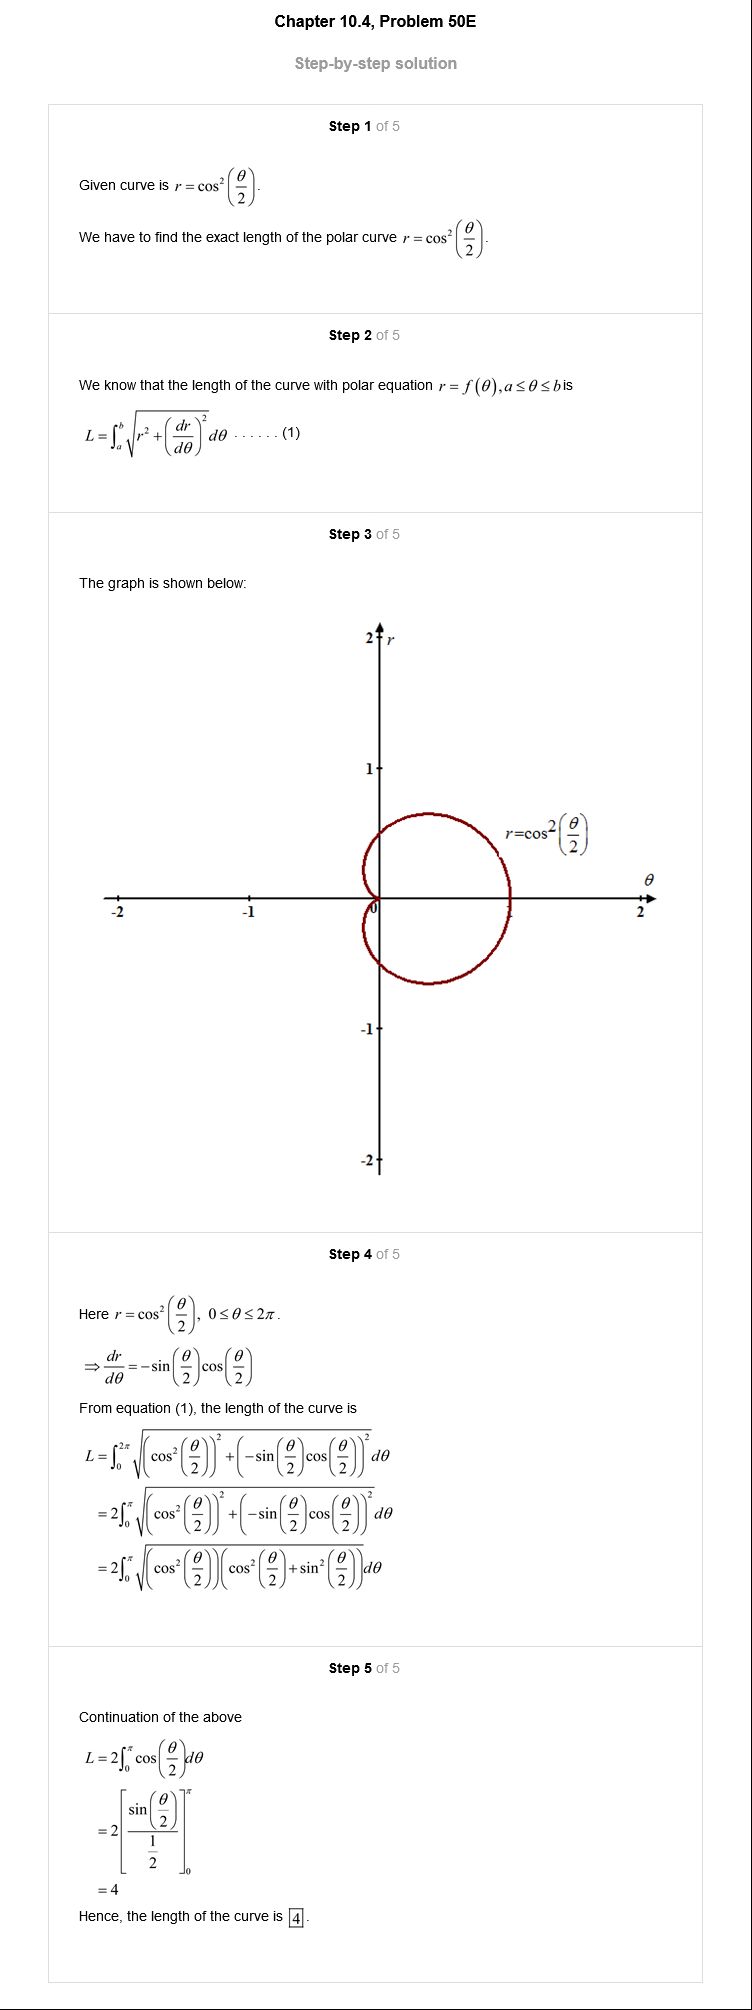 Chapter 10.4, Problem 50E
Step-by-step solution
Step 1 of 5
Given curve is r = cos²(θ/2).
We have to find the exact length of the polar curve r = cos²(θ/2).
Step 2 of 5
We know that the length of the curve with polar equation r = f(θ), a ≤ θ ≤ b is
L = ∫ₐᵇ √(r² + (dr/dθ)²) dθ ······ (1)
Step 3 of 5
The graph is shown below:
2 r
1
r=cos²(θ/2)
θ
-2 -1 0 2
-1
-2
Step 4 of 5
Here r = cos²(θ/2), 0 ≤ θ ≤ 2π.
⇒ dr/dθ = −sin(θ/2)cos(θ/2)
From equation (1), the length of the curve is
L = ∫₀^{2π} √((cos²(θ/2))² + (−sin(θ/2)cos(θ/2))²) dθ
= 2∫₀^π √((cos²(θ/2))² + (−sin(θ/2)cos(θ/2))²) dθ
= 2∫₀^π √((cos²(θ/2))(cos²(θ/2) + sin²(θ/2))) dθ
Step 5 of 5
Continuation of the above
L = 2∫₀^π cos(θ/2) dθ
= 2[sin(θ/2) / (1/2)]₀^π
= 4
Hence, the length of the curve is 4.